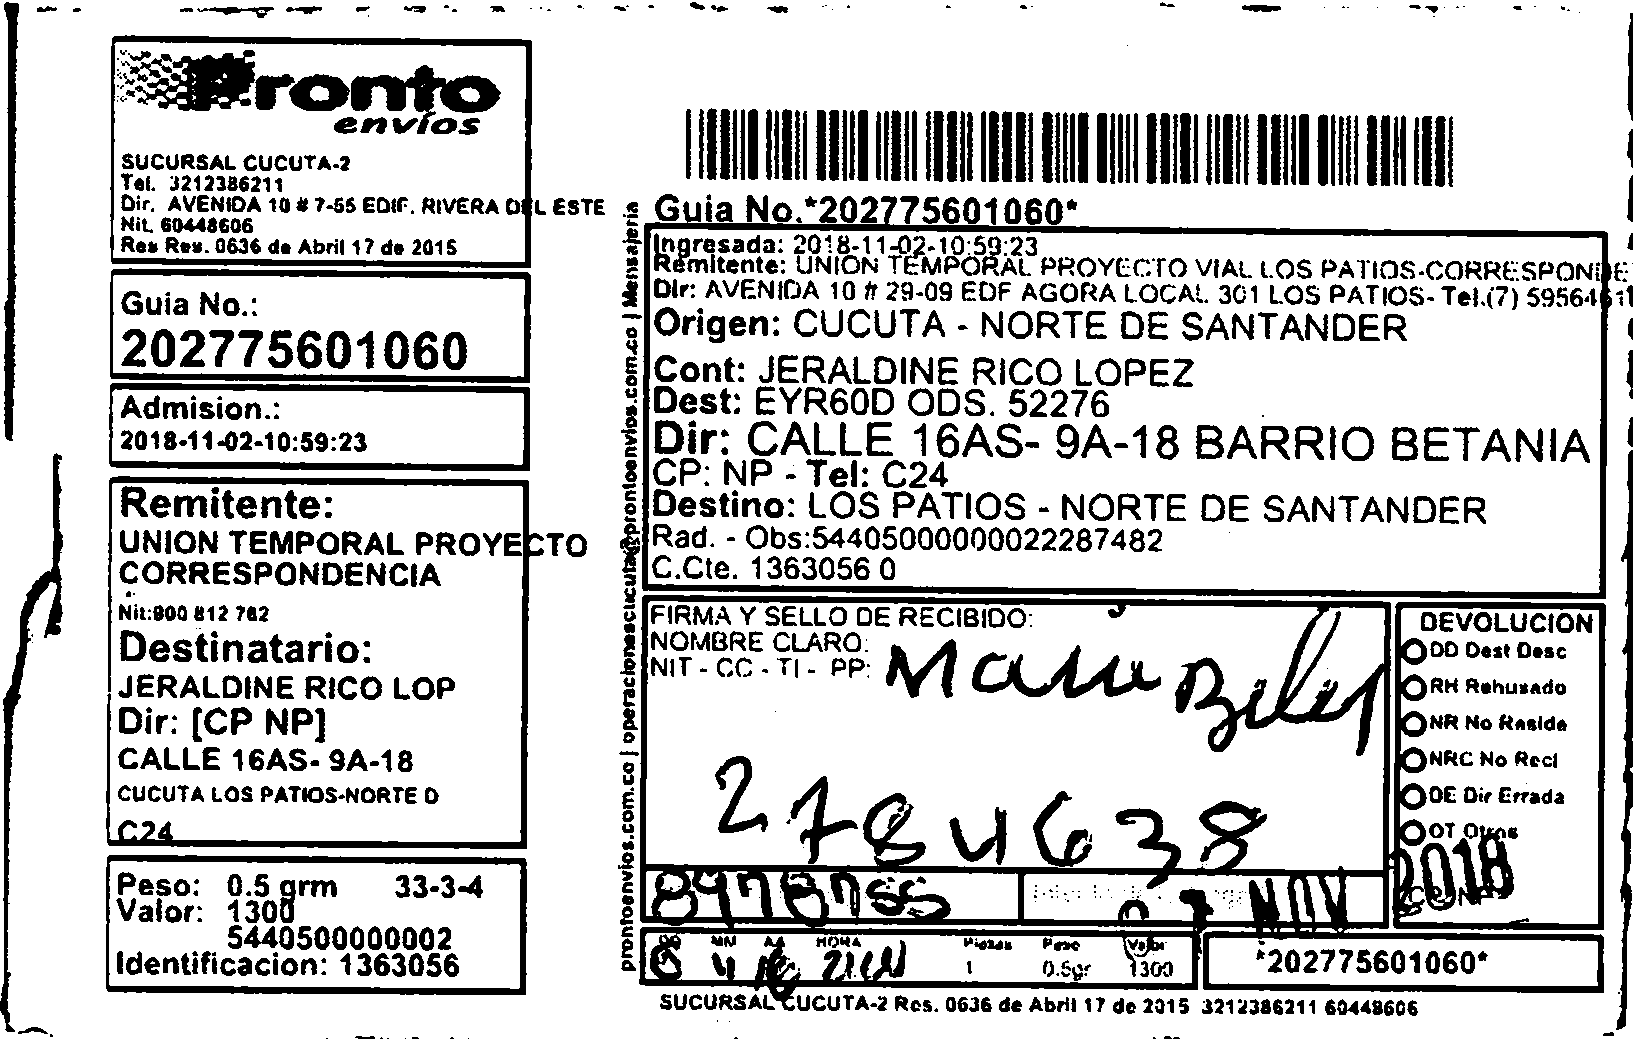 Pronto
envíos
SUCURSAL CUCUTA-2
Tel. 3212386211
Dir. AVENIDA 10 # 7-55 EDIF. RIVERA DEL ESTE
Nit. 60448606
Res Res. 0636 de Abril 17 de 2015
Guia No.:
202775601060
Admision.:
2018-11-02-10:59:23
Remitente:
UNION TEMPORAL PROYECTO
CORRESPONDENCIA
Nit:900 812 782
Destinatario:
JERALDINE RICO LOP
Dir: [CP NP]
CALLE 16AS- 9A-18
CUCUTA LOS PATIOS-NORTE D
C24
Peso: 0.5 grm 33-3-4
Valor: 1300
5440500000002
Identificacion: 1363056
prontoenvios.com.co | operacionescucuta@prontoenvios.com.co | Mensajeria
Guia No.*202775601060*
Ingresada: 2018-11-02-10:59:23
Remitente: UNION TEMPORAL PROYECTO VIAL LOS PATIOS-CORRESPONDE
Dir: AVENIDA 10 # 29-09 EDF AGORA LOCAL 301 LOS PATIOS- Tel.(7) 5956461
Origen: CUCUTA - NORTE DE SANTANDER
Cont: JERALDINE RICO LOPEZ
Dest: EYR60D ODS. 52276
Dir: CALLE 16AS- 9A-18 BARRIO BETANIA
CP: NP - Tel: C24
Destino: LOS PATIOS - NORTE DE SANTANDER
Rad. - Obs:54405000000022287482
C.Cte. 1363056 0
FIRMA Y SELLO DE RECIBIDO:
NOMBRE CLARO:
NIT - CC - TI - PP:
2784638
DEVOLUCION
DD Dest Desc
RH Rehusado
NR No Reside
NRC No Recl
DE Dir Errada
OT Otros
07 NOV 2018
DD MM AA HORA Piezas Peso Valor
1 0.5gr 1300
*202775601060*
SUCURSAL CUCUTA-2 Res. 0636 de Abril 17 de 2015 3212386211 60448606